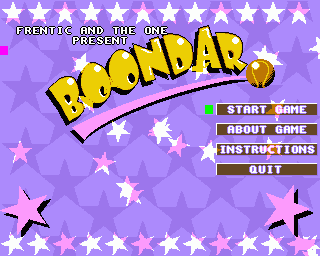 FRENTIC AND THE ONE
PRESENT
BOONDAR
START GAME
ABOUT GAME
INSTRUCTIONS
QUIT